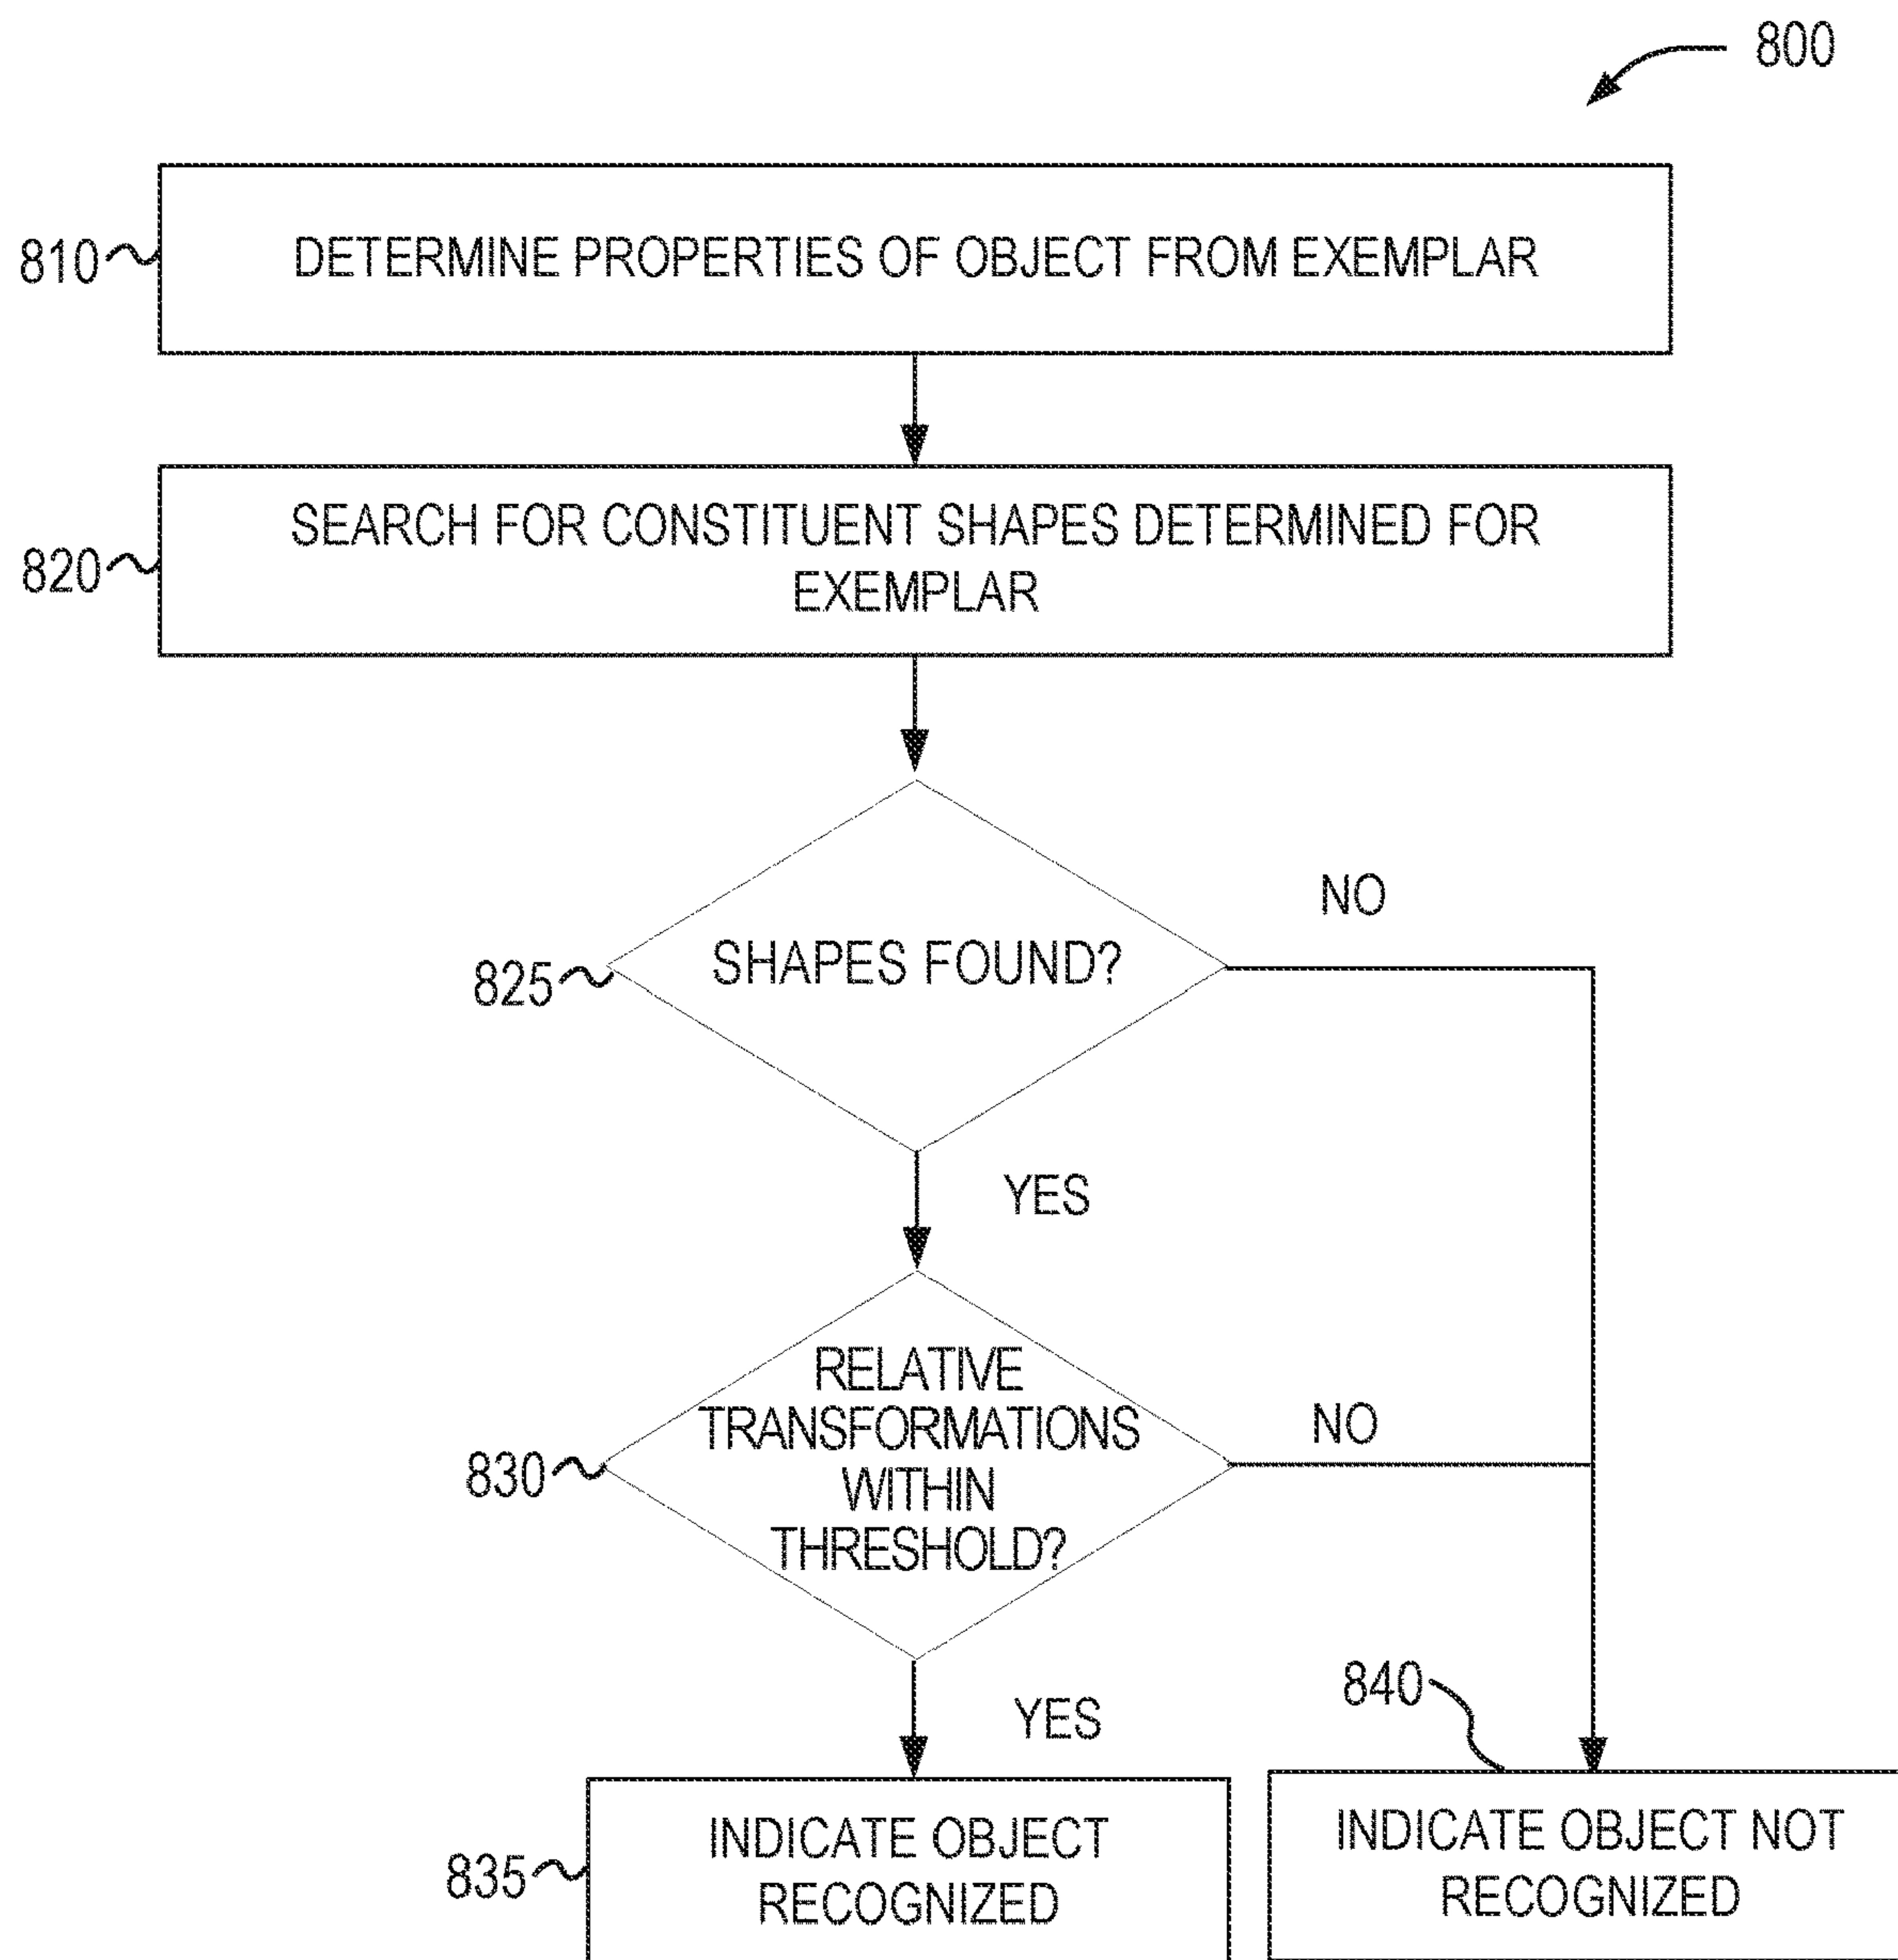 800
810
DETERMINE PROPERTIES OF OBJECT FROM EXEMPLAR
820
SEARCH FOR CONSTITUENT SHAPES DETERMINED FOR
EXEMPLAR
825
SHAPES FOUND?
NO
YES
830
RELATIVE
TRANSFORMATIONS
WITHIN
THRESHOLD?
NO
YES
840
835
INDICATE OBJECT
RECOGNIZED
INDICATE OBJECT NOT
RECOGNIZED